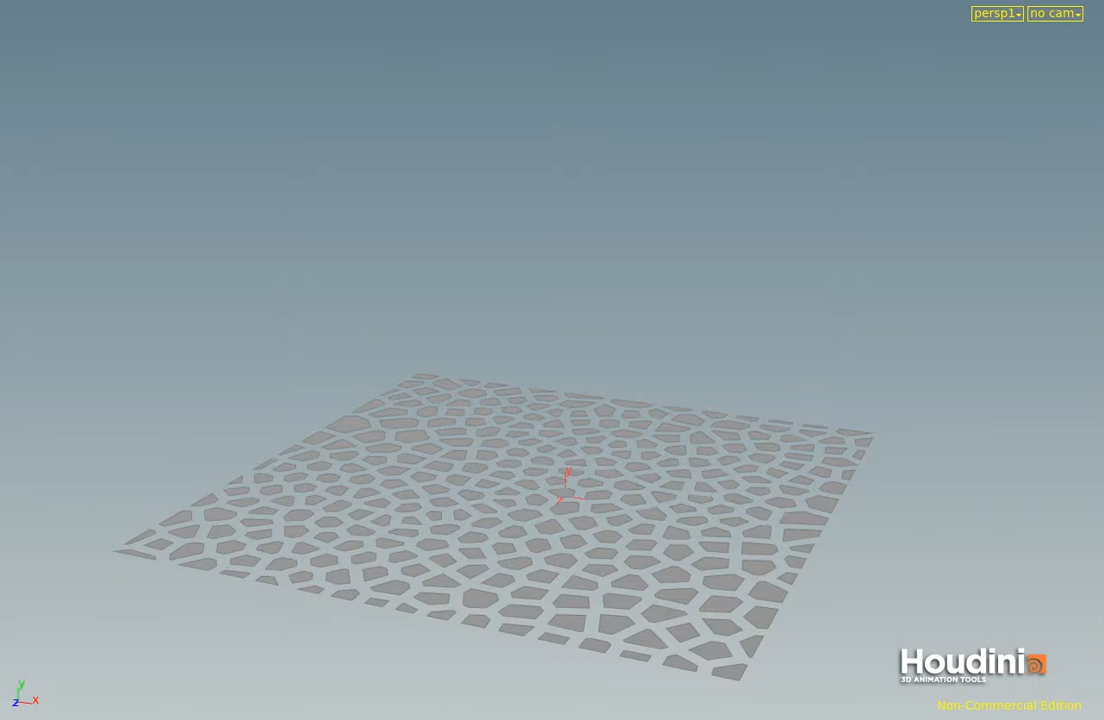 persp1 no cam
y
Houdini
3D ANIMATION TOOLS
y
z x
Non-Commercial Edition